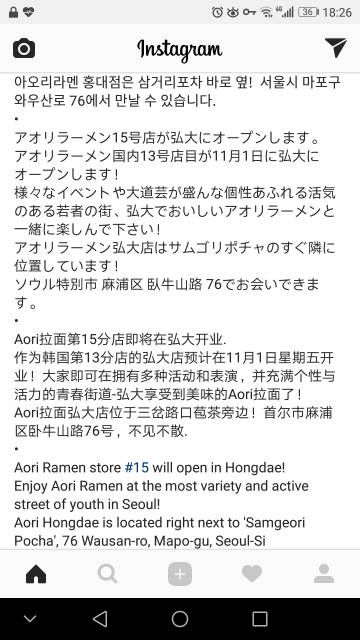 36 18:26
Instagram
아오리라멘 홍대점은 삼거리포차 바로 옆! 서울시 마포구
와우산로 76에서 만날 수 있습니다.
•
アオリラーメン15号店が弘大にオープンします。
アオリラーメン国内13号店目が11月1日に弘大に
オープンします!
様々なイベントや大道芸が盛んな個性あふれる活気
のある若者の街、弘大でおいしいアオリラーメンと
一緒に楽しんで下さい!
アオリラーメン弘大店はサムゴリポチャのすぐ隣に
位置しています!
ソウル特別市 麻浦区 臥牛山路 76でお会いできま
す。
•
Aori拉面第15分店即将在弘大开业.
作为韩国第13分店的弘大店预计在11月1日星期五开
业！大家即可在拥有多种活动和表演，并充满个性与
活力的青春街道-弘大享受到美味的Aori拉面了！
Aori拉面弘大店位于三岔路口苞茶旁边！首尔市麻浦
区卧牛山路76号，不见不散.
•
Aori Ramen store #15 will open in Hongdae!
Enjoy Aori Ramen at the most variety and active
street of youth in Seoul!
Aori Hongdae is located right next to 'Samgeori
Pocha', 76 Wausan-ro, Mapo-gu, Seoul-Si